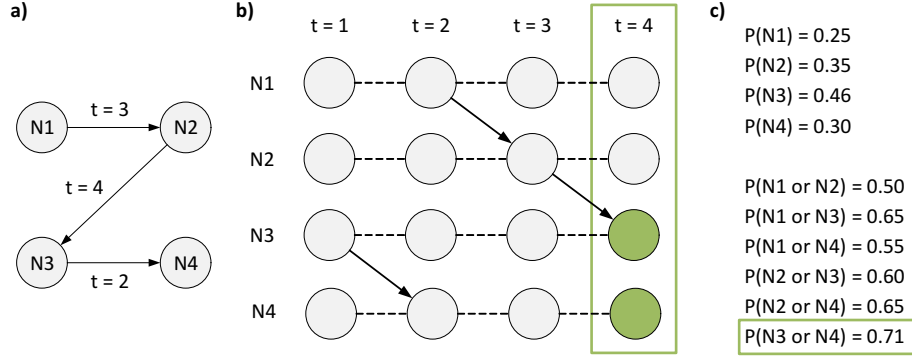 a)
t = 3
N1
N2
t = 4
N3
N4
t = 2
b)
t = 1
t = 2
t = 3
t = 4
N1
N2
N3
N4
c)
P(N1) = 0.25
P(N2) = 0.35
P(N3) = 0.46
P(N4) = 0.30
P(N1 or N2) = 0.50
P(N1 or N3) = 0.65
P(N1 or N4) = 0.55
P(N2 or N3) = 0.60
P(N2 or N4) = 0.65
P(N3 or N4) = 0.71